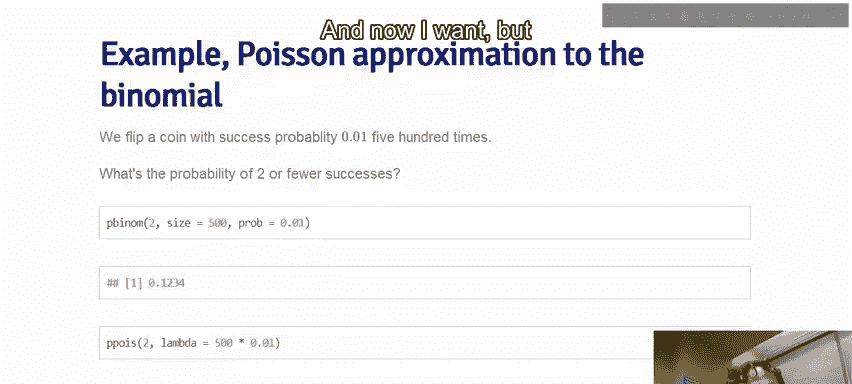 And now I want, but
Example, Poisson approximation to the
binomial
We flip a coin with success probablity 0.01 five hundred times.
What's the probability of 2 or fewer successes?
pbinom(2, size = 500, prob = 0.01)
## [1] 0.1234
ppois(2, lambda = 500 * 0.01)